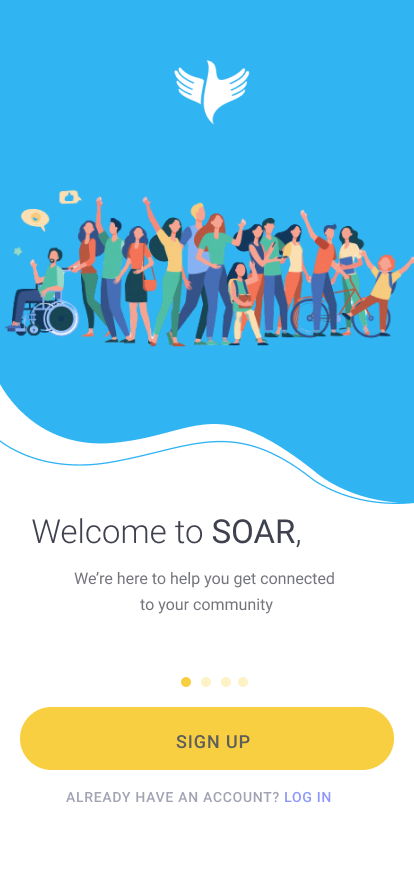 Welcome to SOAR,
We’re here to help you get connected
to your community
SIGN UP
ALREADY HAVE AN ACCOUNT? LOG IN